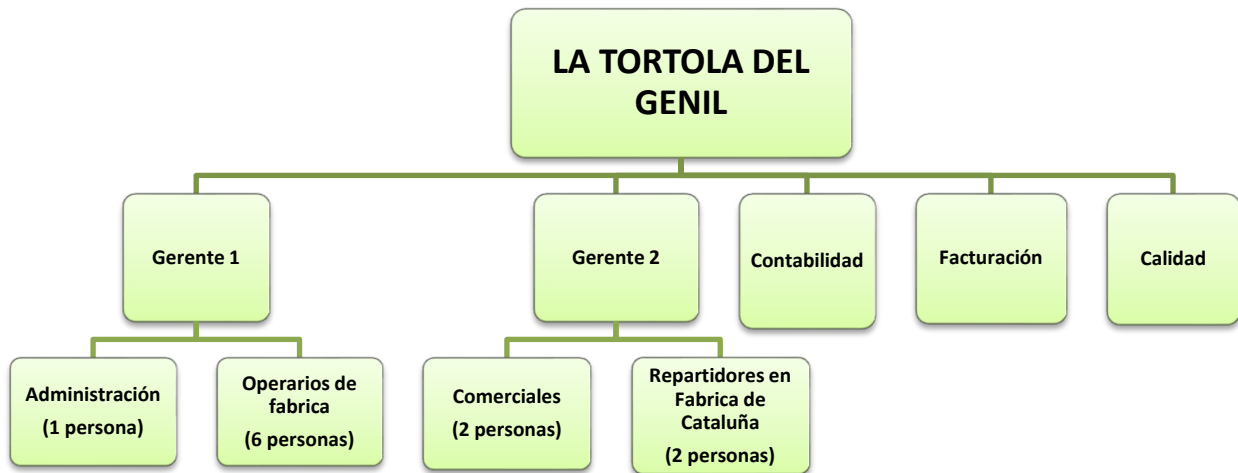 LA TORTOLA DEL
GENIL
Gerente 1
Gerente 2
Contabilidad
Facturación
Calidad
Administración
(1 persona)
Operarios de
fabrica
(6 personas)
Comerciales
(2 personas)
Repartidores en
Fabrica de
Cataluña
(2 personas)